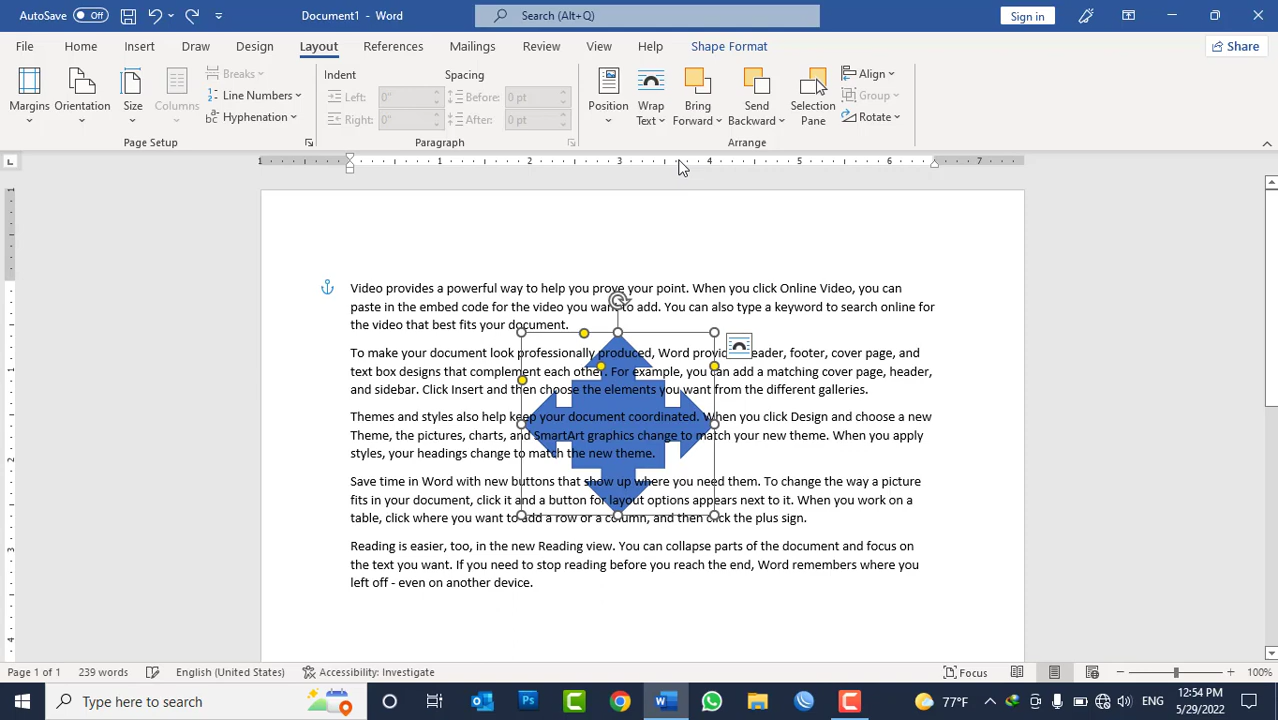 AutoSave Off Document1 - Word Search (Alt+Q) Sign in
File Home Insert Draw Design Layout References Mailings Review View Help Shape Format Share
Margins Orientation Size Columns
Breaks
Line Numbers
Hyphenation
Page Setup
Indent Spacing
Left: 0" Before: 0 pt
Right: 0" After: 0 pt
Paragraph
Position Wrap Text Bring Forward Send Backward Selection Pane
Align
Group
Rotate
Arrange
1 1 2 3 4 5 6 7
1
1
2
3
4
Video provides a powerful way to help you prove your point. When you click Online Video, you can
paste in the embed code for the video you want to add. You can also type a keyword to search online for
the video that best fits your document.
To make your document look professionally produced, Word provid header, footer, cover page, and
text box designs that complement each other. For example, you can add a matching cover page, header,
and sidebar. Click Insert and then choose the elements you want from the different galleries.
Themes and styles also help keep your document coordinated. When you click Design and choose a new
Theme, the pictures, charts, and SmartArt graphics change to match your new theme. When you apply
styles, your headings change to match the new theme.
Save time in Word with new buttons that show up where you need them. To change the way a picture
fits in your document, click it and a button for layout options appears next to it. When you work on a
table, click where you want to add a row or a column, and then click the plus sign.
Reading is easier, too, in the new Reading view. You can collapse parts of the document and focus on
the text you want. If you need to stop reading before you reach the end, Word remembers where you
left off - even on another device.
Page 1 of 1 239 words English (United States) Accessibility: Investigate Focus 100%
Type here to search 77°F ENG
12:54 PM
5/29/2022